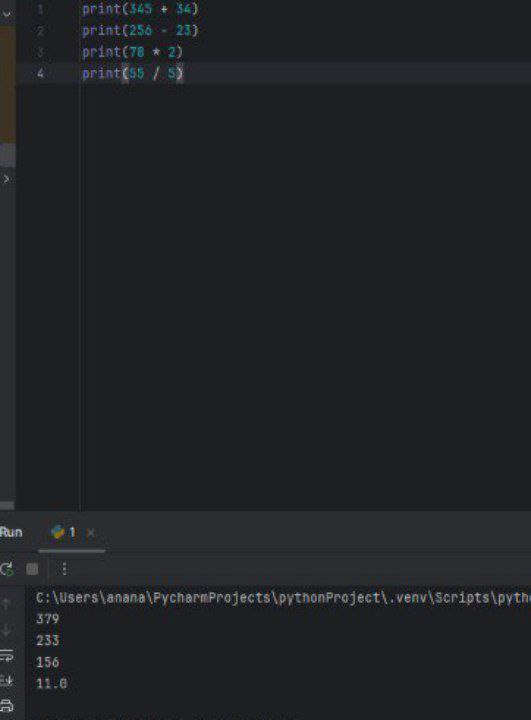 1 print(345 + 34)
2 print(256 - 23)
3 print(78 * 2)
4 print(55 / 5)
Run 1
C:\Users\anana\PycharmProjects\pythonProject\.venv\Scripts\pytho
379
233
156
11.0